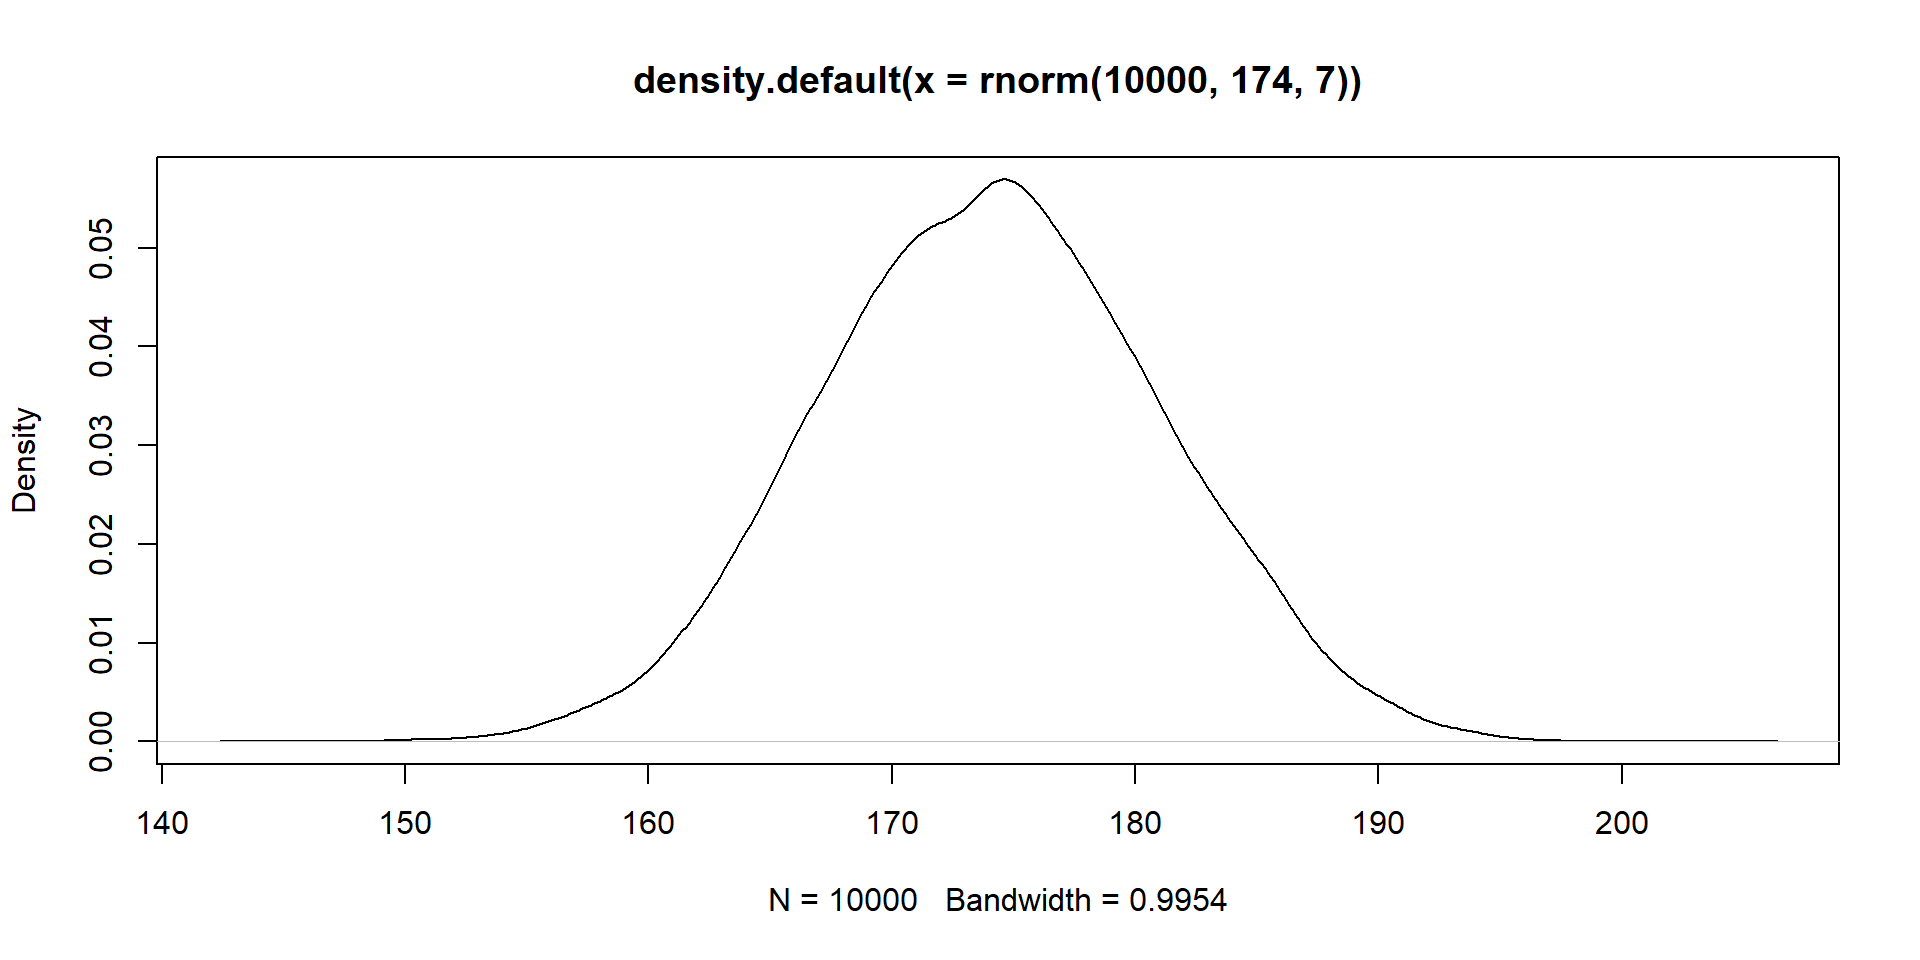 density.default(x = rnorm(10000, 174, 7))
Density
0.05
0.04
0.03
0.02
0.01
0.00
140 150 160 170 180 190 200
N = 10000   Bandwidth = 0.9954